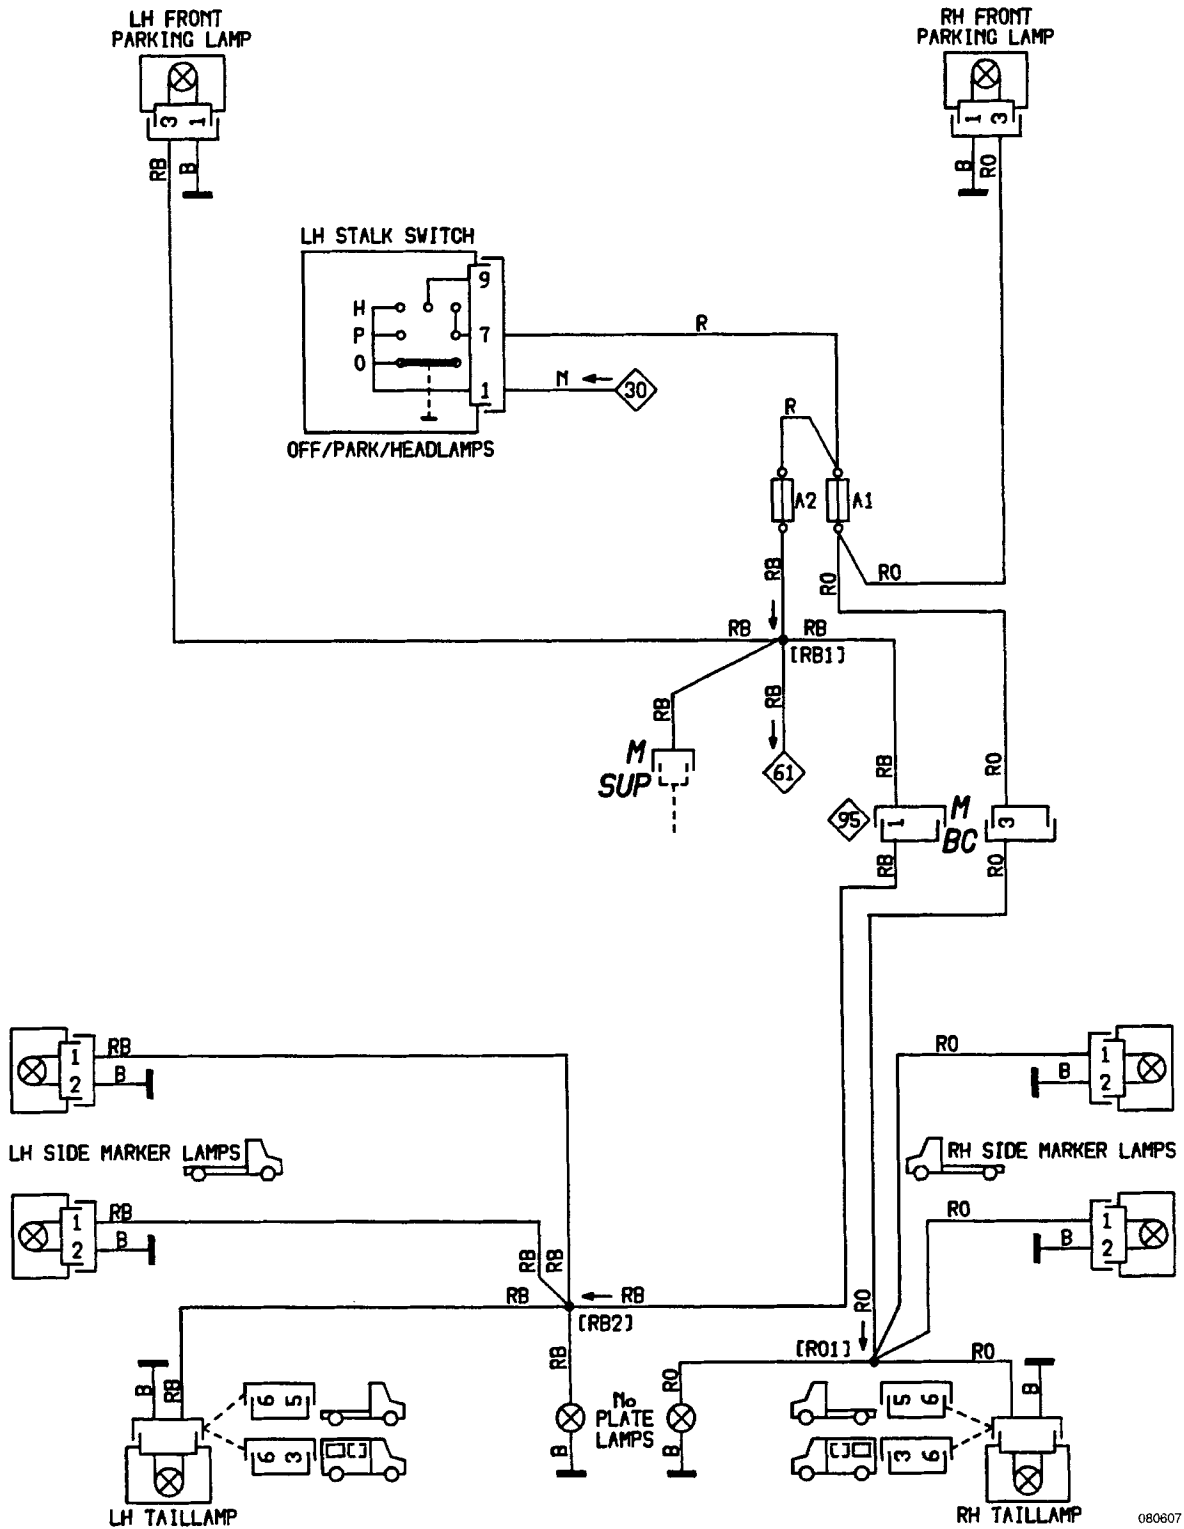 LH FRONT
PARKING LAMP
RH FRONT
PARKING LAMP
3 1
1 3
RB B
B RO
LH STALK SWITCH
9
H
P
O
7
1
R
N
30
OFF/PARK/HEADLAMPS
R
A2
A1
RB
RO
RO
RB
RB
[RB1]
RB
RB
M
SUP
61
RB
RO
95
1
M
BC
3
RB
RO
1
2
RB
B
RO
B
1
2
LH SIDE MARKER LAMPS
RH SIDE MARKER LAMPS
1
2
RB
B
RO
B
1
2
RB
RB
RB
RB
RO
[RB2]
[RO1]
RO
RB
RO
B
RB
6 5
No
PLATE
LAMPS
5 6
B
6 3
B
B
3 6
LH TAILLAMP
RH TAILLAMP
080607